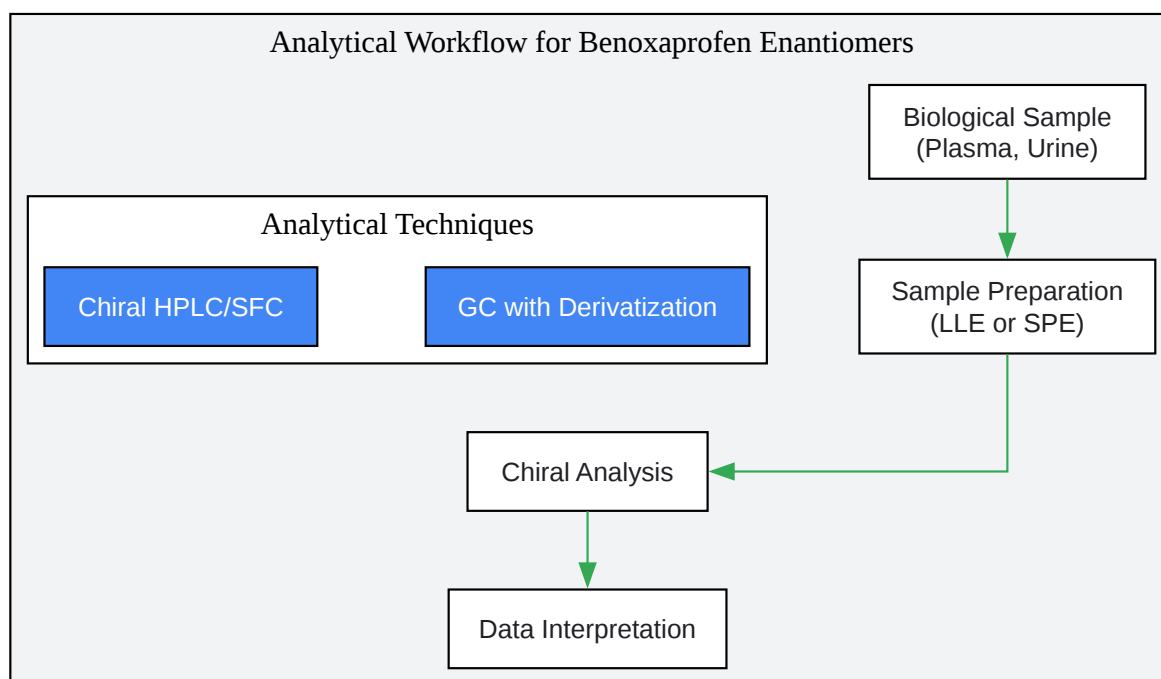 Analytical Workflow for Benoxaprofen Enantiomers
Biological Sample
(Plasma, Urine)
Analytical Techniques
Chiral HPLC/SFC
GC with Derivatization
Sample Preparation
(LLE or SPE)
Chiral Analysis
Data Interpretation